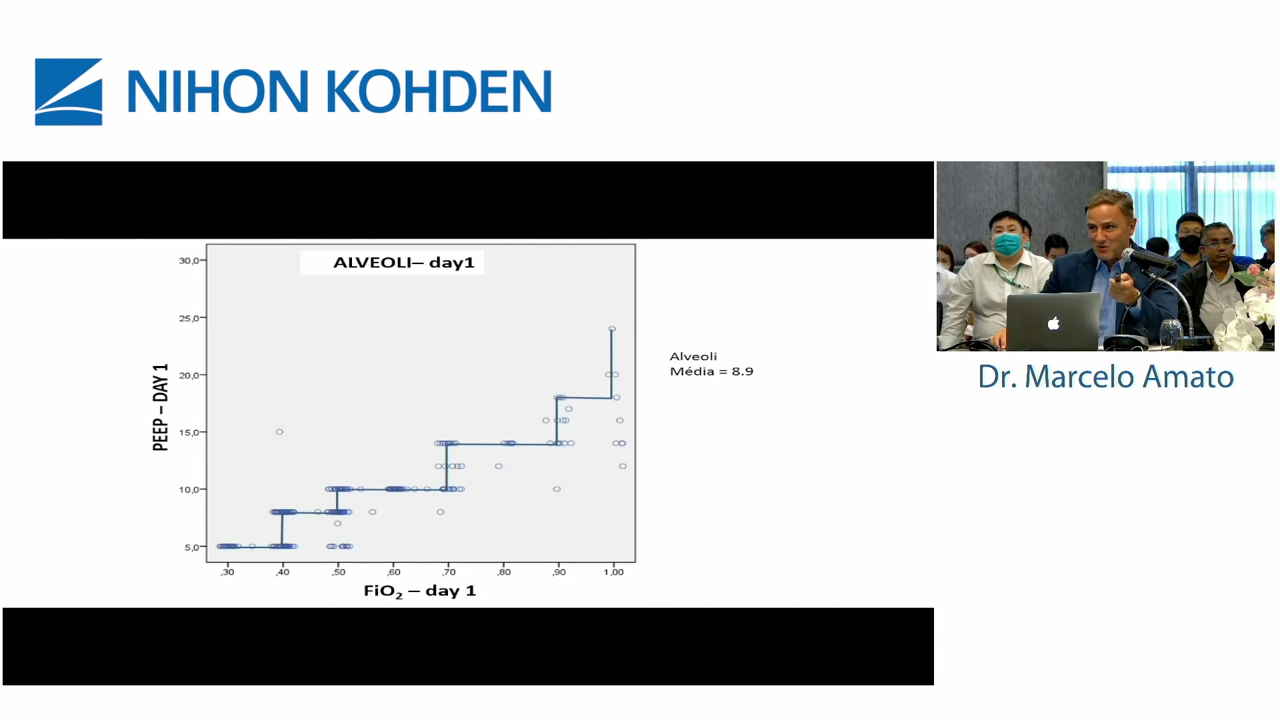 NIHON KOHDEN
ALVEOLI– day1
30,0
25,0
20,0
15,0
10,0
5,0
PEEP – DAY 1
,30 ,40 ,50 ,60 ,70 ,80 ,90 1,00
FiO₂ – day 1
Alveoli
Média = 8.9
Dr. Marcelo Amato